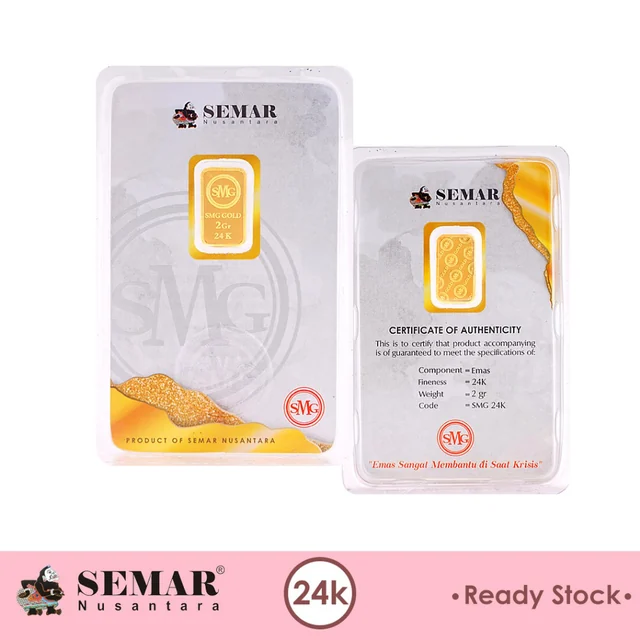 SEMAR
Nusantara
SMG
SMG GOLD
2Gr
24 K
SMG
SMG
PRODUCT OF SEMAR NUSANTARA
SEMAR
Nusantara
CERTIFICATE OF AUTHENTICITY
This is to certify that product accompanying
is of guaranteed to meet the specifications of:
Component = Emas
Fineness = 24K
Weight = 2 gr
Code = SMG 24K
SMG
"Emas Sangat Membantu di Saat Krisis"
SEMAR®
Nusantara
24k
•Ready Stock•